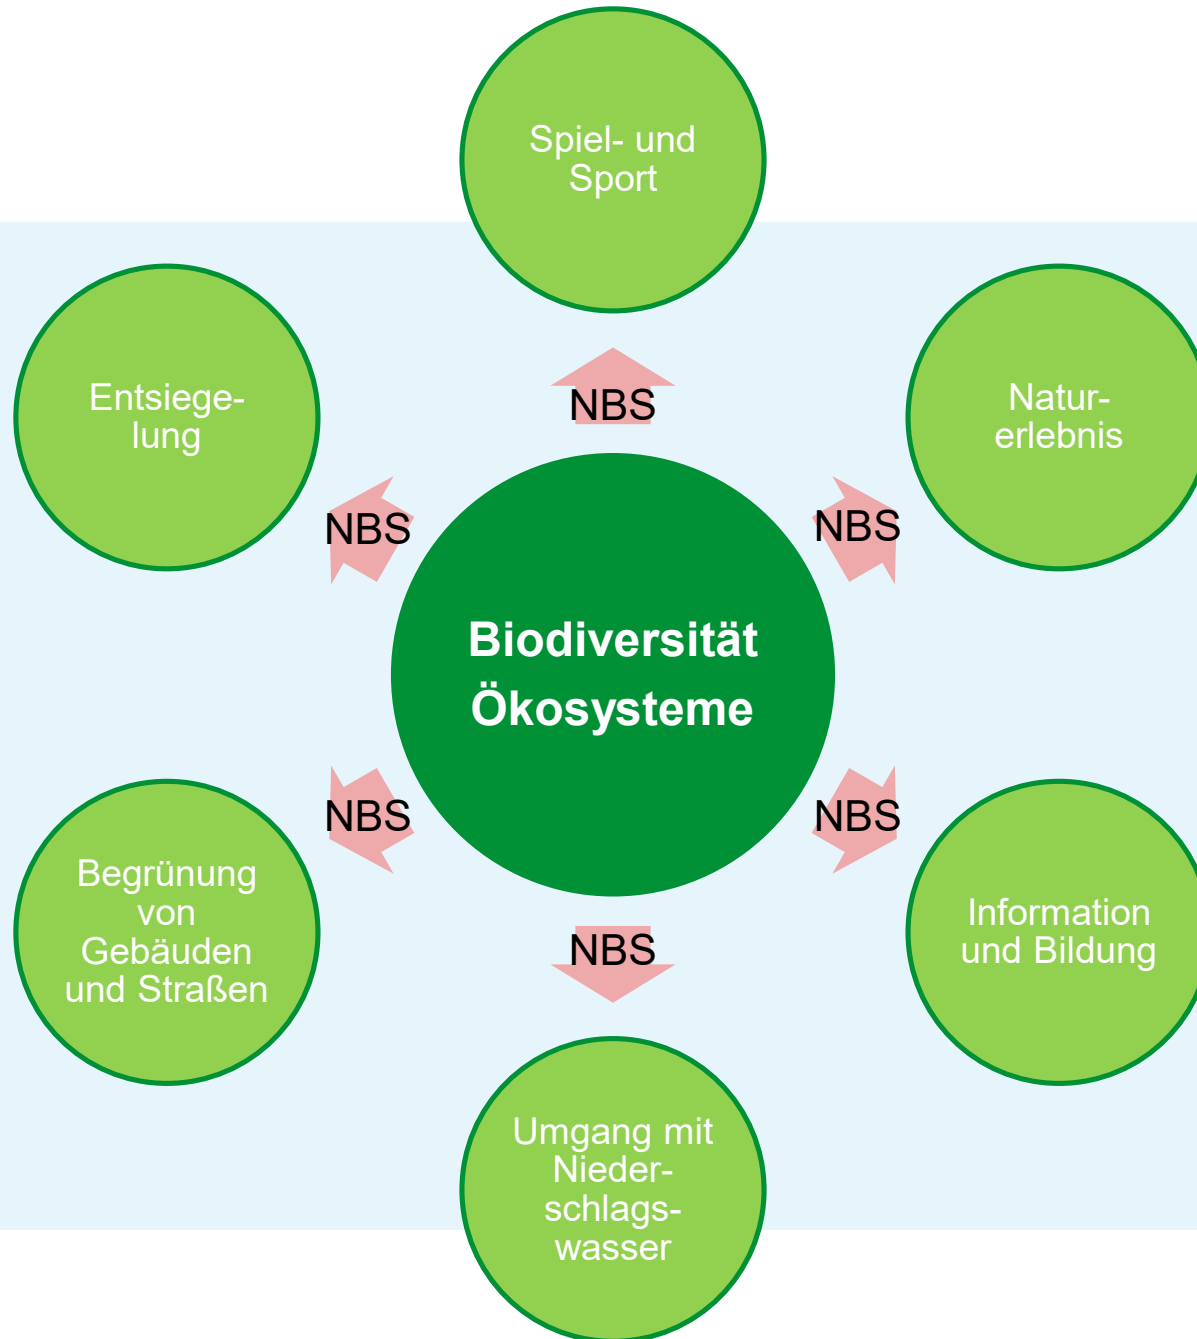 Spiel- und
Sport
Entsiege-
lung
Natur-
erlebnis
NBS
NBS
NBS
Biodiversität
Ökosysteme
NBS
NBS
NBS
Begrünung
von
Gebäuden
und Straßen
Information
und Bildung
Umgang mit
Nieder-
schlags-
wasser